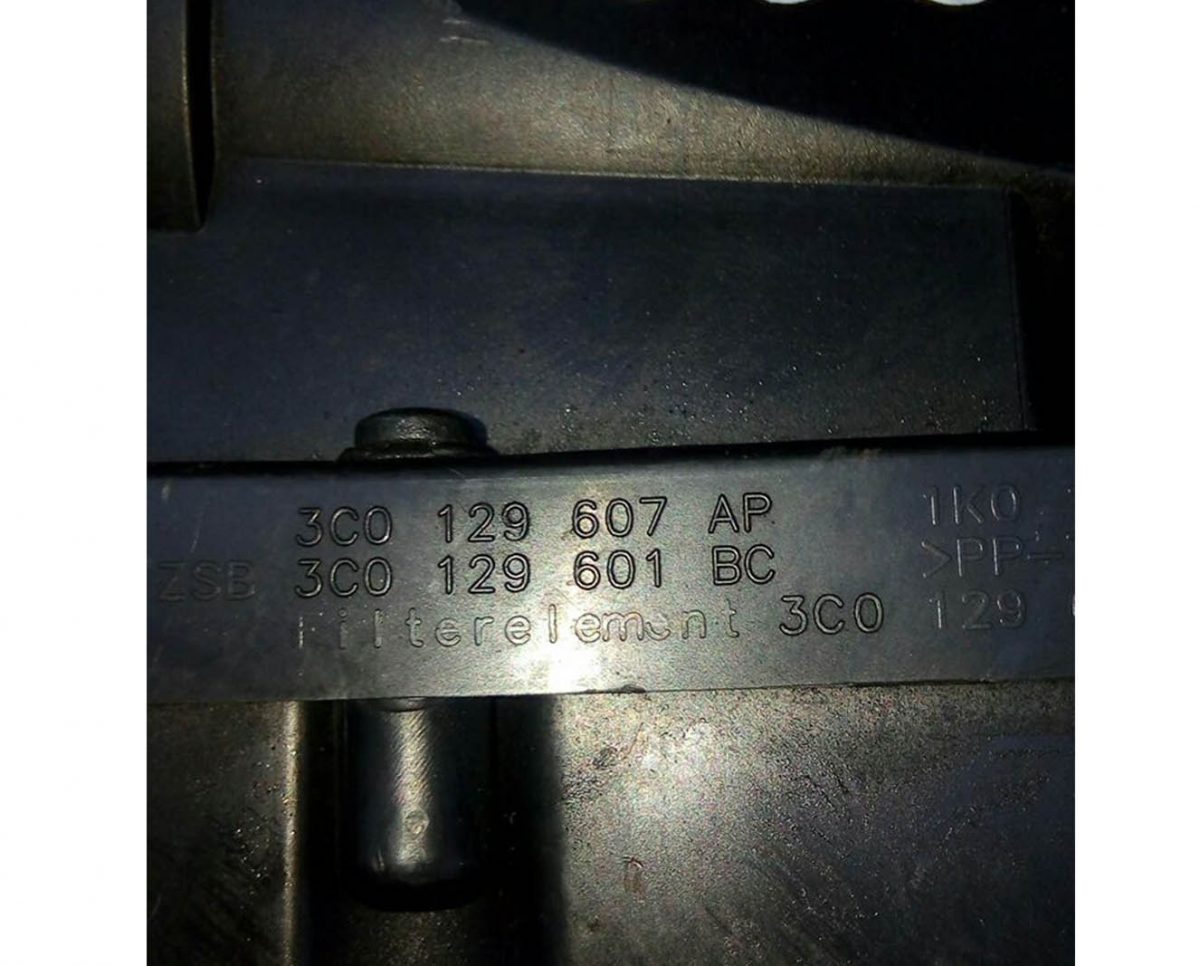 3C0 129 607 AP 1K0
ZSB 3C0 129 601 BC >PP-
Filterelement 3C0 129